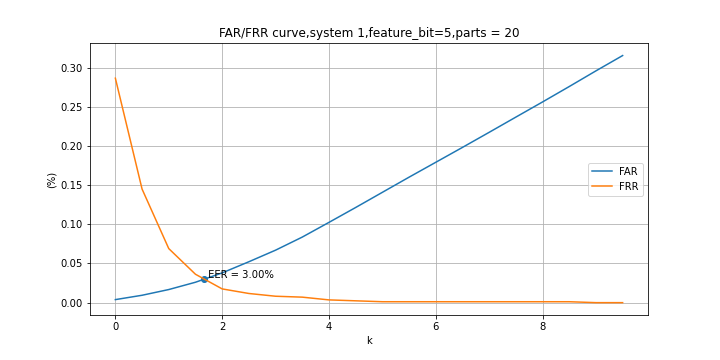 FAR/FRR curve,system 1,feature_bit=5,parts = 20
0.30
0.25
0.20
0.15
0.10
0.05
0.00
(%)
FAR
FRR
EER = 3.00%
0 2 4 6 8
k